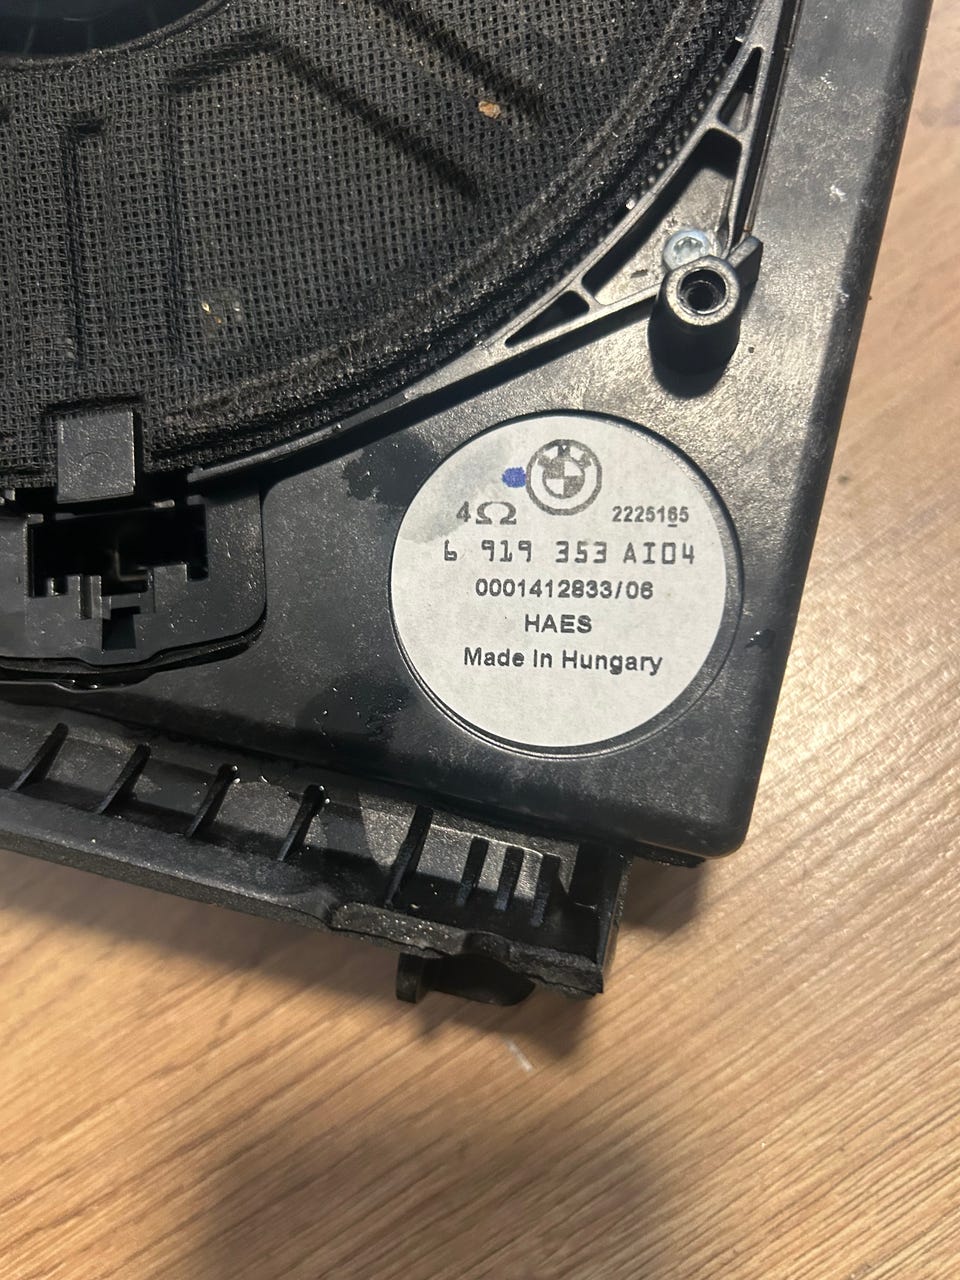 4Ω 2225165
6 919 353 AI04
0001412833/06
HAES
Made In Hungary